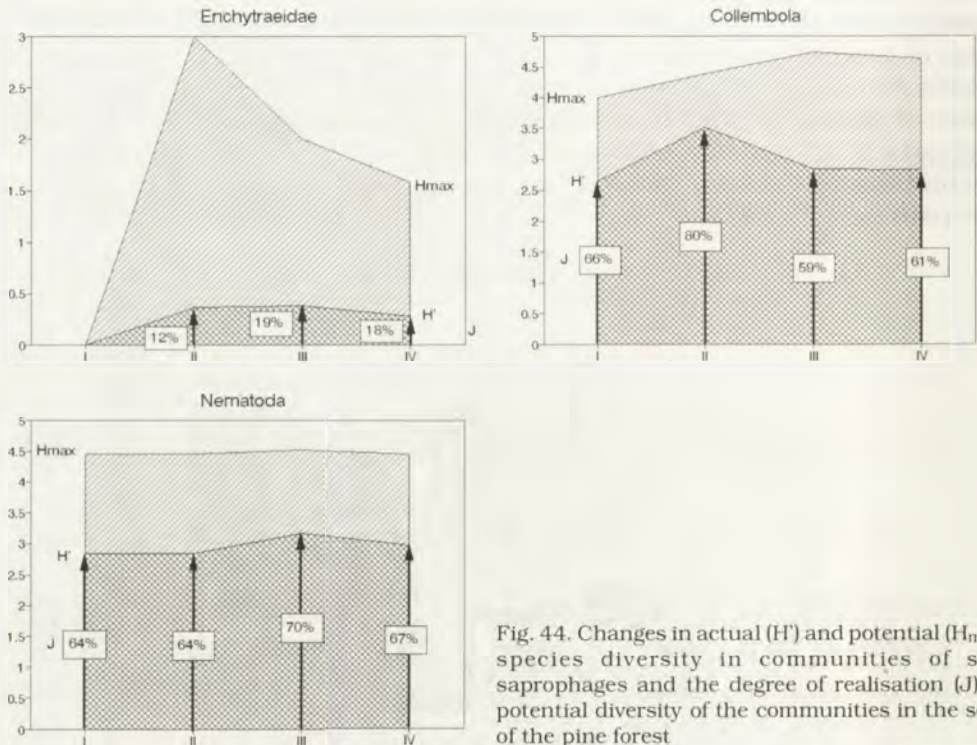 Enchytraeidae
3
2.5
2
1.5
1
0.5
0
Hmax
H'
J
12%
19%
18%
I II III IV
Collembola
5
4.5
4
3.5
3
2.5
2
1.5
1
0.5
0
Hmax
H'
J
66%
80%
59%
61%
I II III IV
Nematoda
5
4.5
4
3.5
3
2.5
2
1.5
1
0.5
0
Hmax
H'
J
64%
64%
70%
67%
I II III IV
Fig. 44. Changes in actual (H') and potential (Hm
species diversity in communities of s
saprophages and the degree of realisation (J)
potential diversity of the communities in the s
of the pine forest